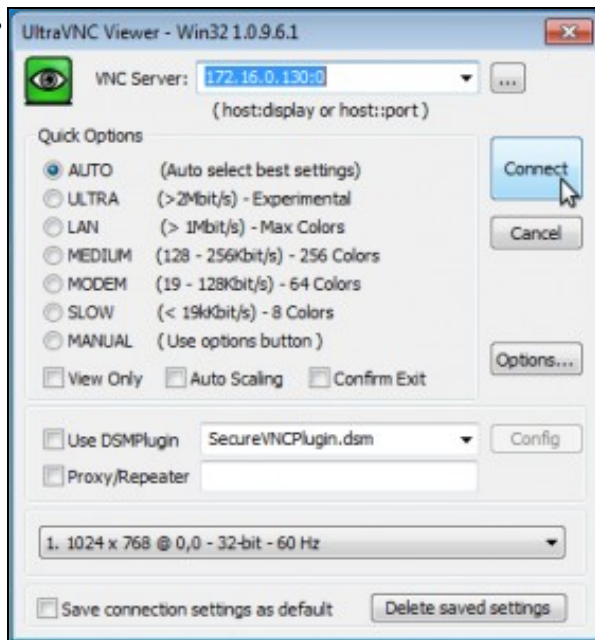 UltraVNC Viewer - Win32 1.0.9.6.1
VNC Server: 172.16.0.130:0 ...
( host:display or host::port )
Quick Options
AUTO (Auto select best settings) Connect
ULTRA (>2Mbit/s) - Experimental
LAN (> 1Mbit/s) - Max Colors
Cancel
MEDIUM (128 - 256Kbit/s) - 256 Colors
MODEM (19 - 128Kbit/s) - 64 Colors
SLOW (< 19kKbit/s) - 8 Colors
MANUAL ( Use options button )
Options...
View Only Auto Scaling Confirm Exit
Use DSMPlugin SecureVNCPlugin.dsm Config
Proxy/Repeater
1. 1024 x 768 @ 0,0 - 32-bit - 60 Hz
Save connection settings as default Delete saved settings